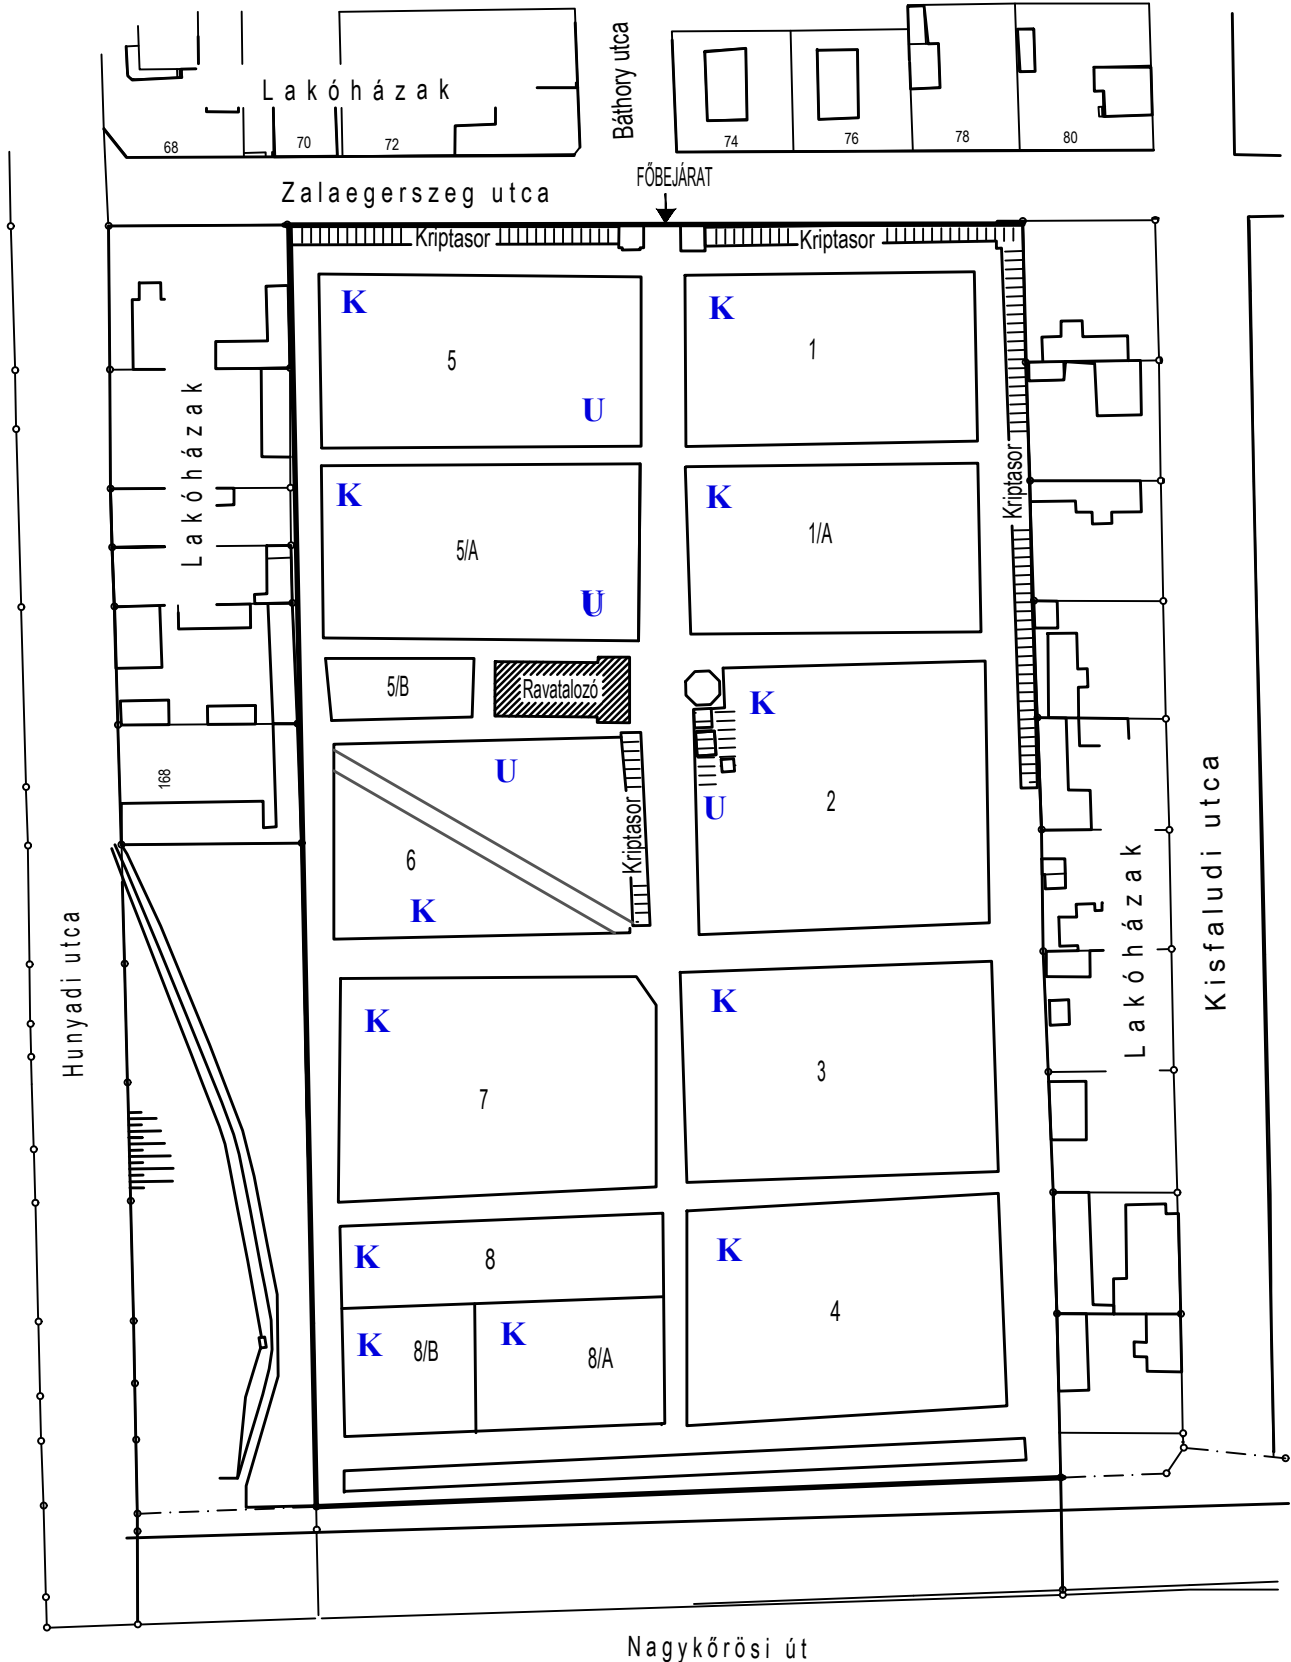 Báthory utca
Lakóházak
68
70
72
74
76
78
80
Zalaegerszeg utca
FŐBEJÁRAT
Kriptasor
Kriptasor
K
5
U
K
1
Lakóházak
Kriptasor
K
5/A
U
K
1/A
5/B
Ravatalozó
K
2
U
168
U
6
K
Kriptasor
Kisfaludi utca
Lakóházak
Hunyadi utca
K
7
K
3
K
8
K
4
K
8/B
K
8/A
Nagykőrösi út